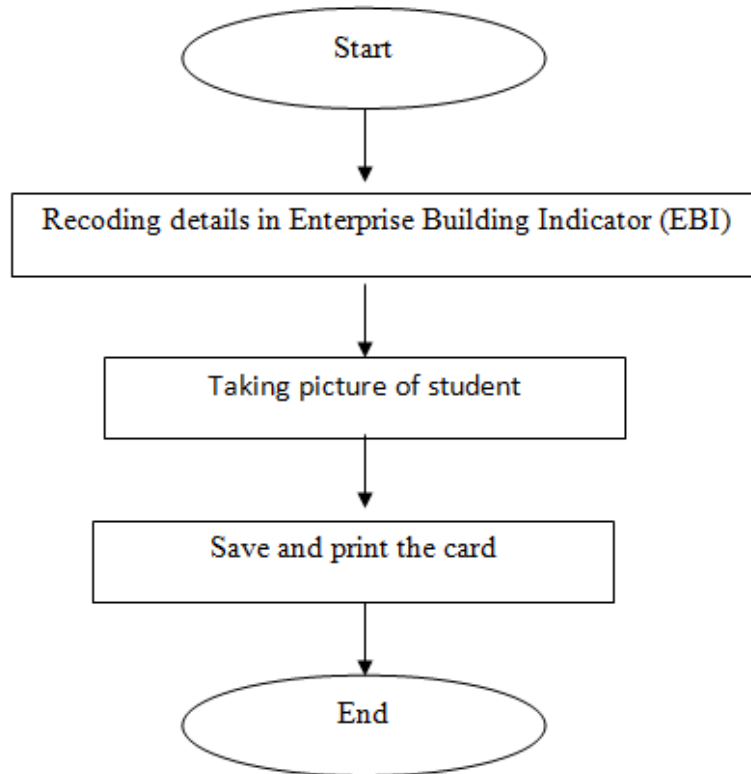 Start
Recoding details in Enterprise Building Indicator (EBI)
Taking picture of student
Save and print the card
End